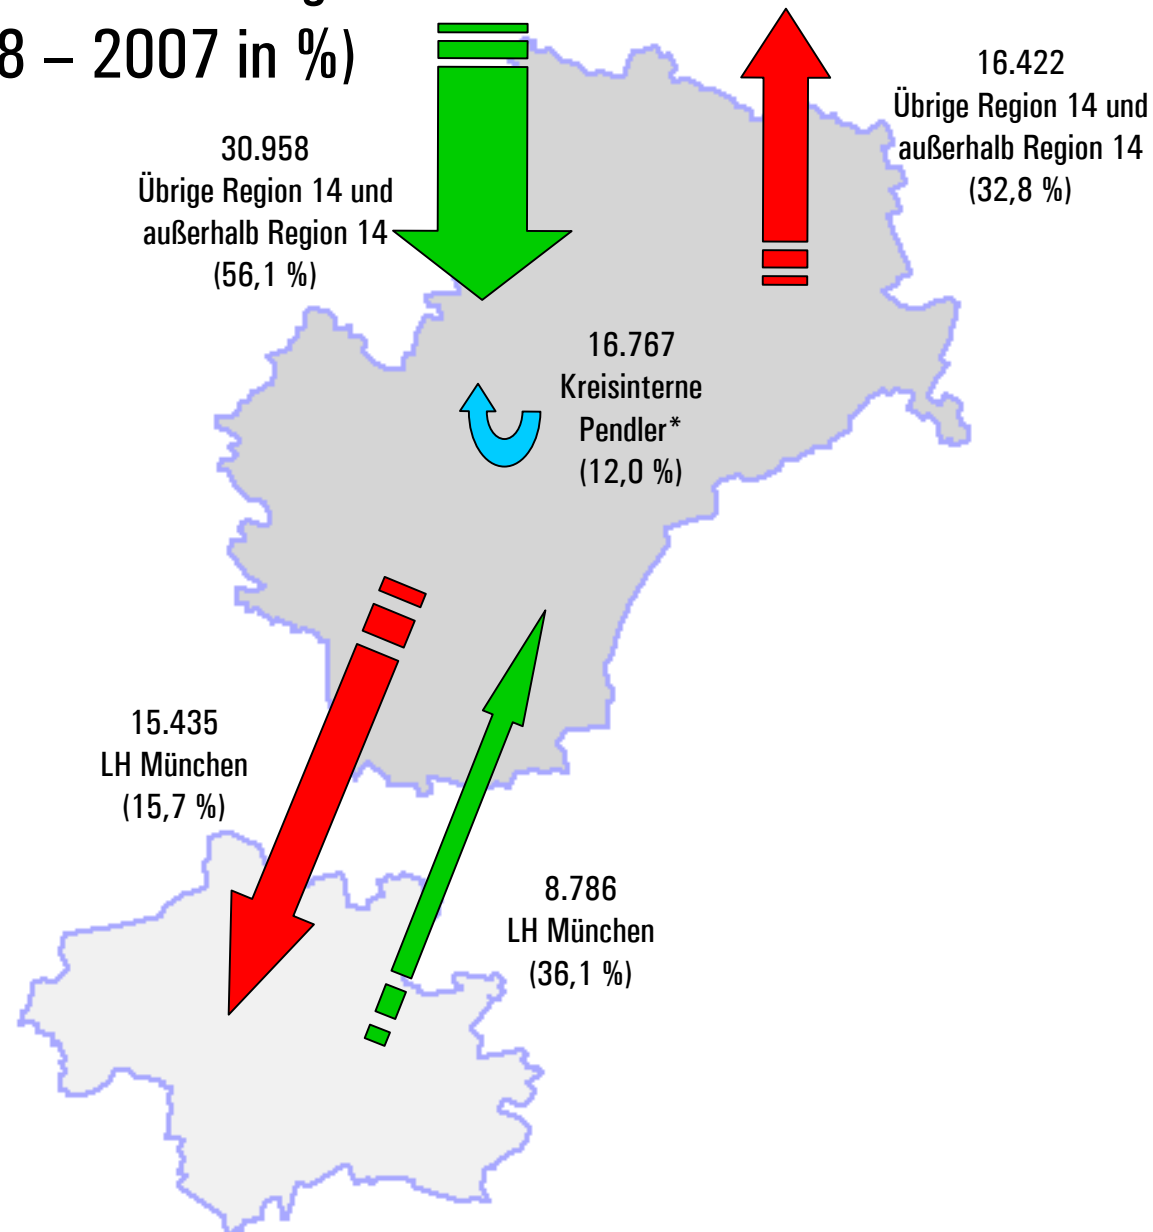 8 – 2007 in %)
16.422
Übrige Region 14 und
außerhalb Region 14
(32,8 %)
30.958
Übrige Region 14 und
außerhalb Region 14
(56,1 %)
16.767
Kreisinterne
Pendler*
(12,0 %)
15.435
LH München
(15,7 %)
8.786
LH München
(36,1 %)